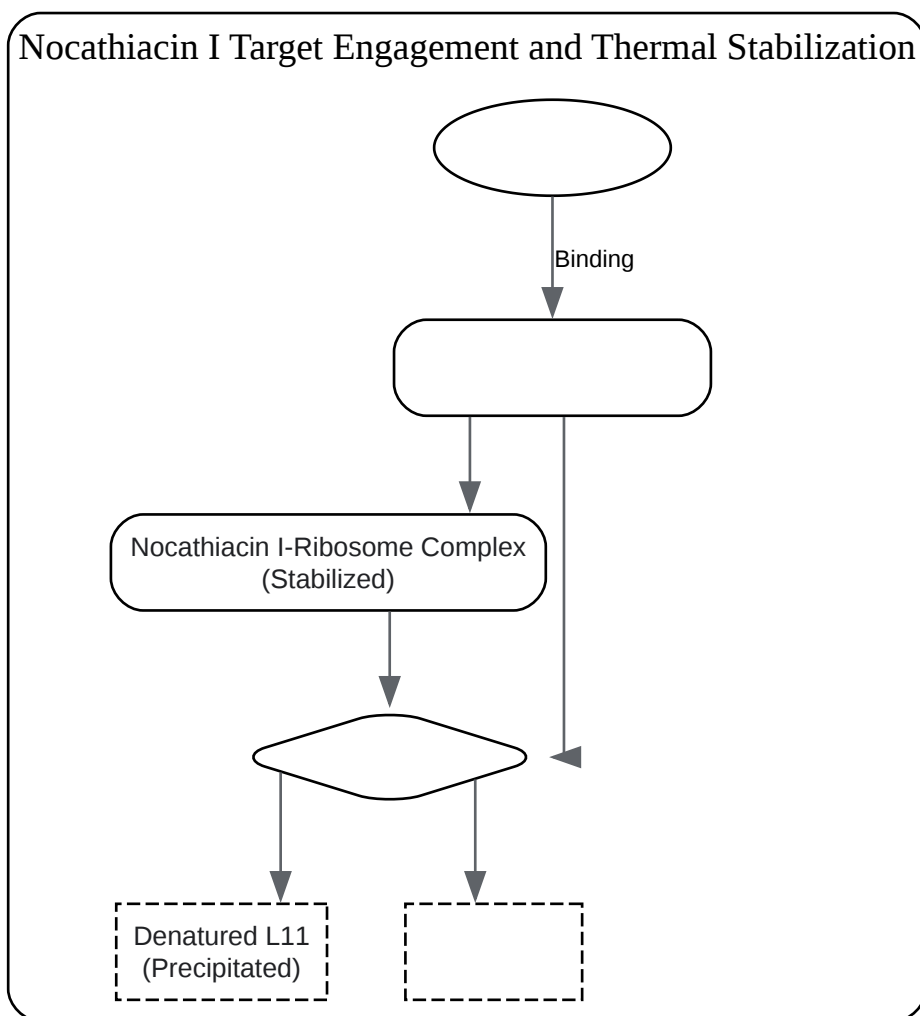 Nocathiacin I Target Engagement and Thermal Stabilization
Binding
Nocathiacin I-Ribosome Complex
(Stabilized)
Denatured L11
(Precipitated)